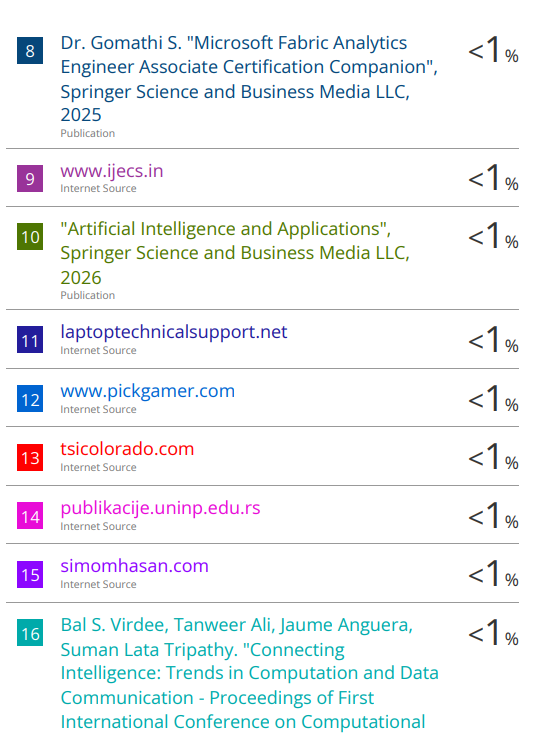 8
Dr. Gomathi S. "Microsoft Fabric Analytics
Engineer Associate Certification Companion",
Springer Science and Business Media LLC,
2025
Publication
<1%
9
www.ijecs.in
Internet Source
<1%
10
"Artificial Intelligence and Applications",
Springer Science and Business Media LLC,
2026
Publication
<1%
11
laptoptechnicalsupport.net
Internet Source
<1%
12
www.pickgamer.com
Internet Source
<1%
13
tsicolorado.com
Internet Source
<1%
14
publikacije.uninp.edu.rs
Internet Source
<1%
15
simomhasan.com
Internet Source
<1%
16
Bal S. Virdee, Tanweer Ali, Jaume Anguera,
Suman Lata Tripathy. "Connecting
Intelligence: Trends in Computation and Data
Communication - Proceedings of First
International Conference on Computational
<1%